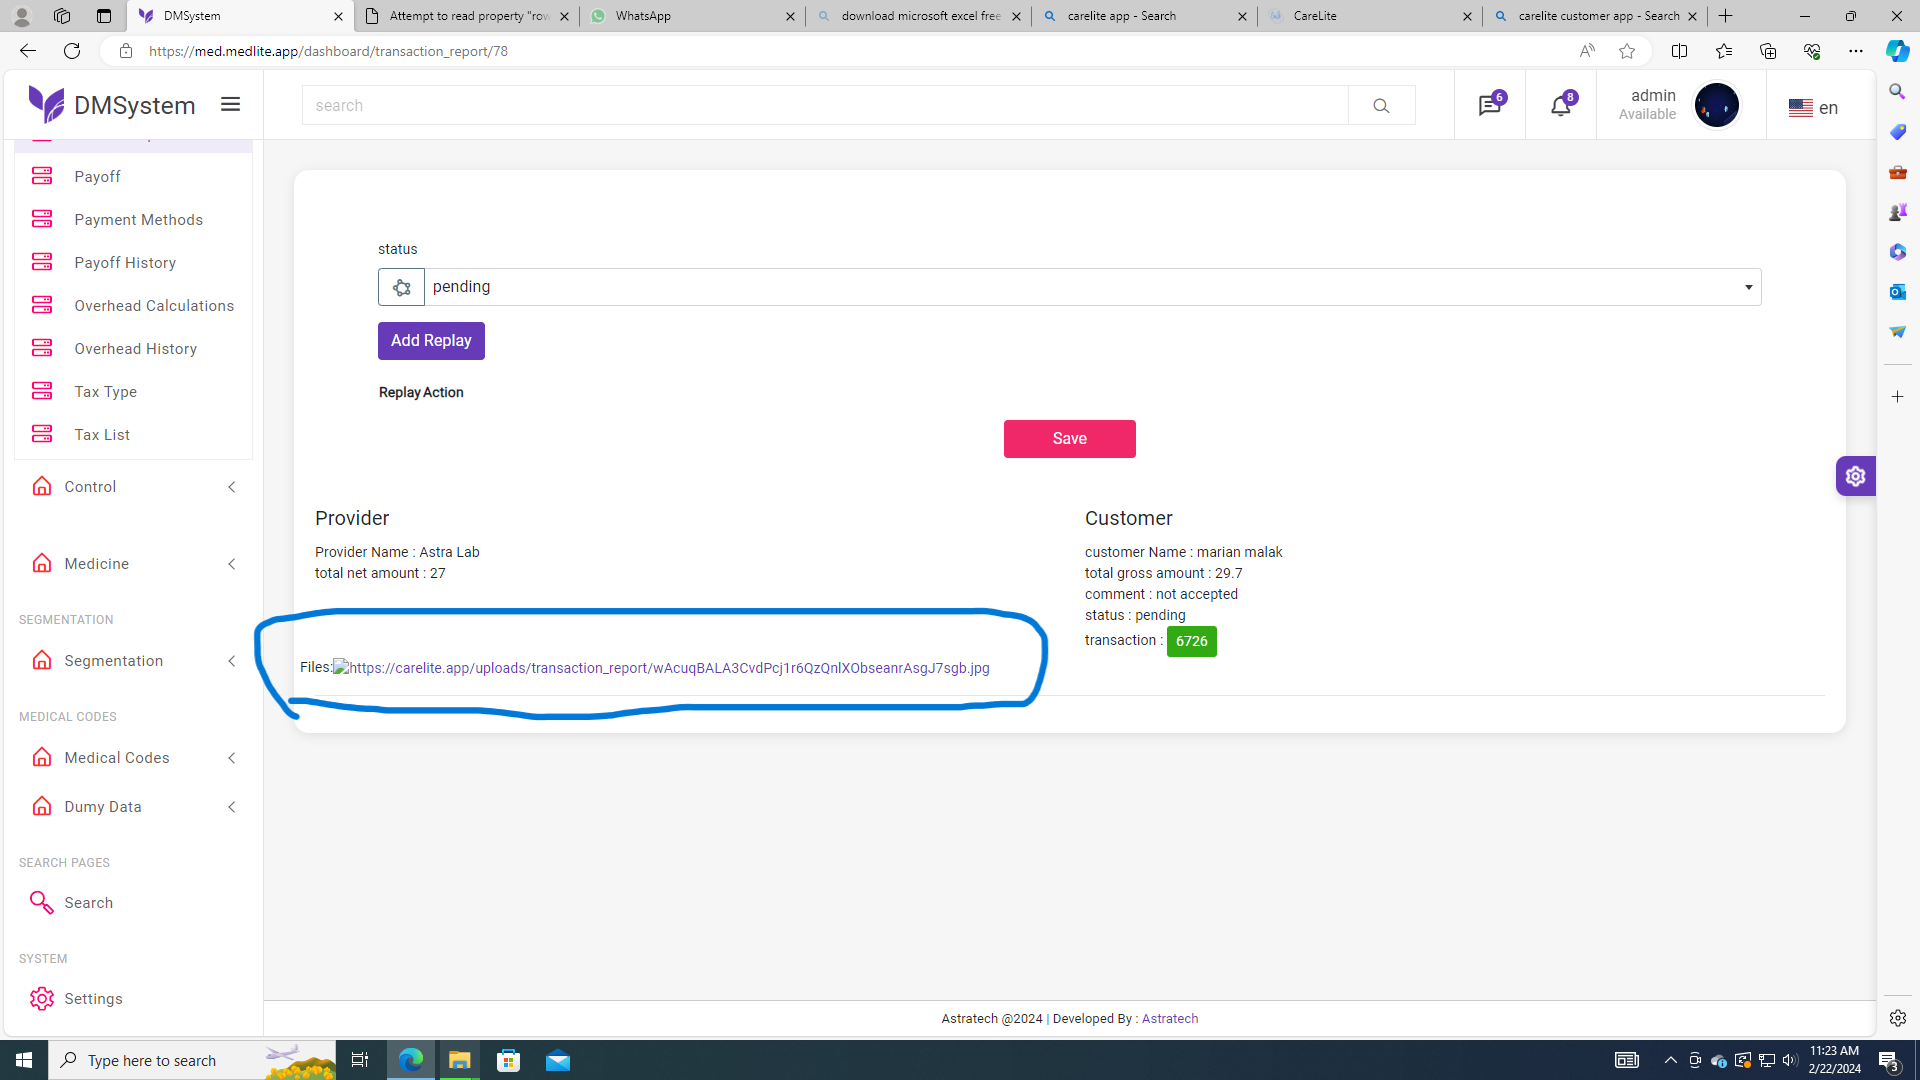 DMSystem
Attempt to read property "row
WhatsApp
download microsoft excel free
carelite app - Search
CareLite
carelite customer app - Search
https://med.medlite.app/dashboard/transaction_report/78
DMSystem
search
6
8
admin
Available
en
Payoff
Payment Methods
Payoff History
Overhead Calculations
Overhead History
Tax Type
Tax List
Control
Medicine
SEGMENTATION
Segmentation
MEDICAL CODES
Medical Codes
Dumy Data
SEARCH PAGES
Search
SYSTEM
Settings
status
pending
Add Replay
Replay Action
Save
Provider
Provider Name : Astra Lab
total net amount : 27
Customer
customer Name : marian malak
total gross amount : 29.7
comment : not accepted
status : pending
transaction : 6726
Files:https://carelite.app/uploads/transaction_report/wAcuqBALA3CvdPcj1r6QzQnlXObseanrAsgJ7sgb.jpg
Astratech @2024 | Developed By : Astratech
Type here to search
11:23 AM
2/22/2024
3